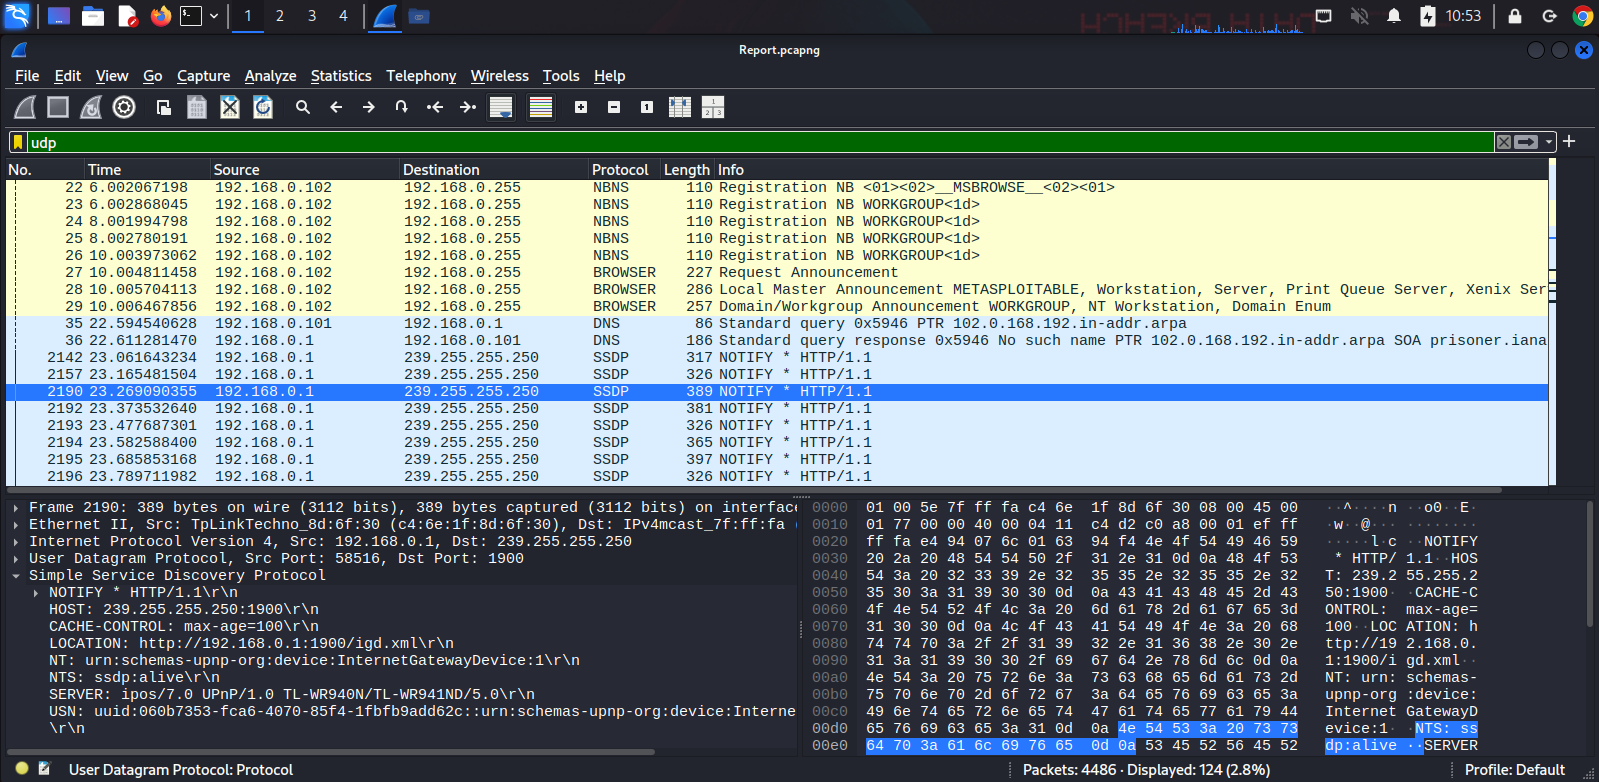 1 2 3 4 10:53
Report.pcapng
File Edit View Go Capture Analyze Statistics Telephony Wireless Tools Help
udp
No. Time Source Destination Protocol Length Info
22 6.002067198 192.168.0.102 192.168.0.255 NBNS 110 Registration NB <01><02>__MSBROWSE__<02><01>
23 6.002868045 192.168.0.102 192.168.0.255 NBNS 110 Registration NB WORKGROUP<1d>
24 8.001994798 192.168.0.102 192.168.0.255 NBNS 110 Registration NB WORKGROUP<1d>
25 8.002780191 192.168.0.102 192.168.0.255 NBNS 110 Registration NB WORKGROUP<1d>
26 10.003973062 192.168.0.102 192.168.0.255 NBNS 110 Registration NB WORKGROUP<1d>
27 10.004811458 192.168.0.102 192.168.0.255 BROWSER 227 Request Announcement
28 10.005704113 192.168.0.102 192.168.0.255 BROWSER 286 Local Master Announcement METASPLOITABLE, Workstation, Server, Print Queue Server, Xenix Ser
29 10.006467856 192.168.0.102 192.168.0.255 BROWSER 257 Domain/Workgroup Announcement WORKGROUP, NT Workstation, Domain Enum
35 22.594540628 192.168.0.101 192.168.0.1 DNS 86 Standard query 0x5946 PTR 102.0.168.192.in-addr.arpa
36 22.611281470 192.168.0.1 192.168.0.101 DNS 186 Standard query response 0x5946 No such name PTR 102.0.168.192.in-addr.arpa SOA prisoner.iana
2142 23.061643234 192.168.0.1 239.255.255.250 SSDP 317 NOTIFY * HTTP/1.1
2157 23.165481504 192.168.0.1 239.255.255.250 SSDP 326 NOTIFY * HTTP/1.1
2190 23.269090355 192.168.0.1 239.255.255.250 SSDP 389 NOTIFY * HTTP/1.1
2192 23.373532640 192.168.0.1 239.255.255.250 SSDP 381 NOTIFY * HTTP/1.1
2193 23.477687301 192.168.0.1 239.255.255.250 SSDP 326 NOTIFY * HTTP/1.1
2194 23.582588400 192.168.0.1 239.255.255.250 SSDP 365 NOTIFY * HTTP/1.1
2195 23.685853168 192.168.0.1 239.255.255.250 SSDP 397 NOTIFY * HTTP/1.1
2196 23.789711982 192.168.0.1 239.255.255.250 SSDP 326 NOTIFY * HTTP/1.1
Frame 2190: 389 bytes on wire (3112 bits), 389 bytes captured (3112 bits) on interface
Ethernet II, Src: TpLinkTechno_8d:6f:30 (c4:6e:1f:8d:6f:30), Dst: IPv4mcast_7f:ff:fa (
Internet Protocol Version 4, Src: 192.168.0.1, Dst: 239.255.255.250
User Datagram Protocol, Src Port: 58516, Dst Port: 1900
Simple Service Discovery Protocol
NOTIFY * HTTP/1.1\r\n
HOST: 239.255.255.250:1900\r\n
CACHE-CONTROL: max-age=100\r\n
LOCATION: http://192.168.0.1:1900/igd.xml\r\n
NT: urn:schemas-upnp-org:device:InternetGatewayDevice:1\r\n
NTS: ssdp:alive\r\n
SERVER: ipos/7.0 UPnP/1.0 TL-WR940N/TL-WR941ND/5.0\r\n
USN: uuid:060b7353-fca6-4070-85f4-1fbfb9add62c::urn:schemas-upnp-org:device:Interne
\r\n
0000 01 00 5e 7f ff fa c4 6e 1f 8d 6f 30 08 00 45 00 ··^····n ··o0··E·
0010 01 77 00 00 40 00 04 11 c4 d2 c0 a8 00 01 ef ff ·w··@··· ········
0020 ff fa e4 94 07 6c 01 63 94 f4 4e 4f 54 49 46 59 ·····l·c ··NOTIFY
0030 20 2a 20 48 54 54 50 2f 31 2e 31 0d 0a 48 4f 53 * HTTP/ 1.1··HOS
0040 54 3a 20 32 33 39 2e 32 35 35 2e 32 35 35 2e 32 T: 239.2 55.255.2
0050 35 30 3a 31 39 30 30 0d 0a 43 41 43 48 45 2d 43 50:1900· ·CACHE-C
0060 4f 4e 54 52 4f 4c 3a 20 6d 61 78 2d 61 67 65 3d ONTROL: max-age=
0070 31 30 30 0d 0a 4c 4f 43 41 54 49 4f 4e 3a 20 68 100··LOC ATION: h
0080 74 74 70 3a 2f 2f 31 39 32 2e 31 36 38 2e 30 2e ttp://19 2.168.0.
0090 31 3a 31 39 30 30 2f 69 67 64 2e 78 6d 6c 0d 0a 1:1900/i gd.xml··
00a0 4e 54 3a 20 75 72 6e 3a 73 63 68 65 6d 61 73 2d NT: urn: schemas-
00b0 75 70 6e 70 2d 6f 72 67 3a 64 65 76 69 63 65 3a upnp-org :device:
00c0 49 6e 74 65 72 6e 65 74 47 61 74 65 77 61 79 44 Internet GatewayD
00d0 65 76 69 63 65 3a 31 0d 0a 4e 54 53 3a 20 73 73 evice:1· ·NTS: ss
00e0 64 70 3a 61 6c 69 76 65 0d 0a 53 45 52 56 45 52 dp:alive ··SERVER
User Datagram Protocol: Protocol Packets: 4486 · Displayed: 124 (2.8%) Profile: Default